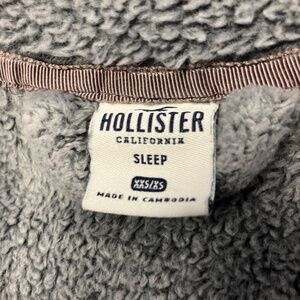 HOLLISTER
CALIFORNIA
SLEEP
XXS/XS
MADE IN CAMBODIA